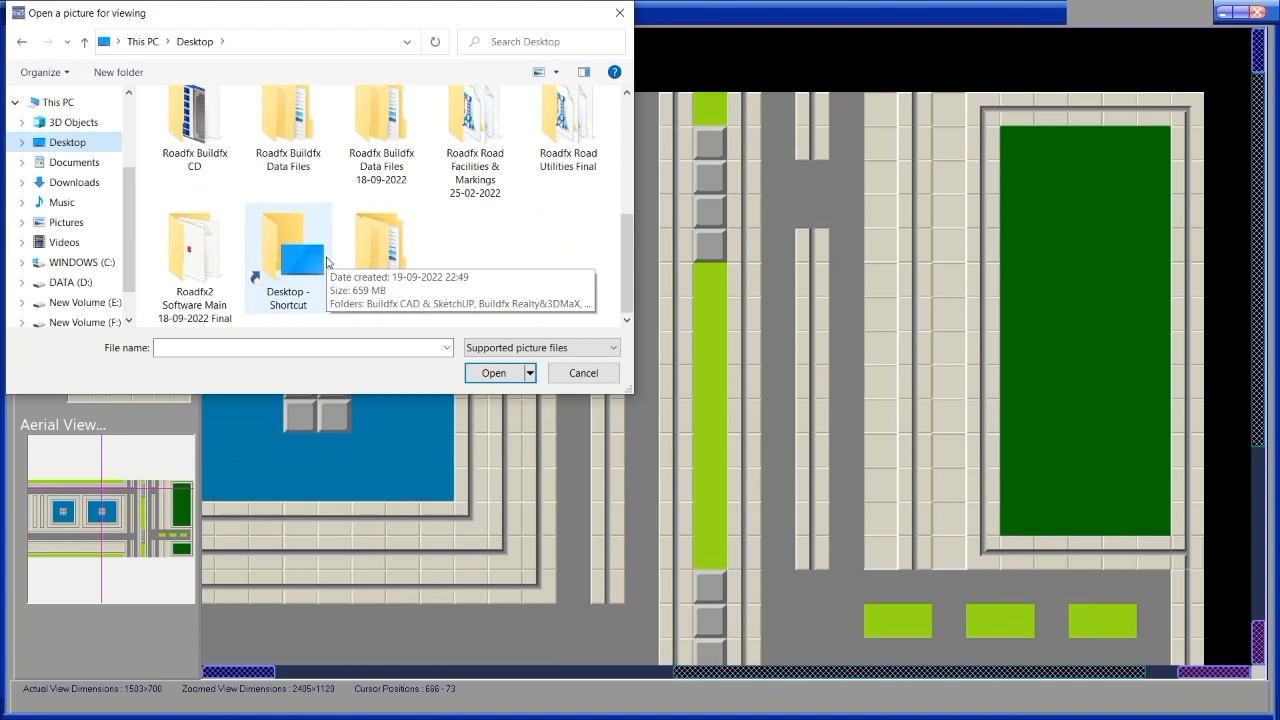 Open a picture for viewing
This PC
Desktop
Search Desktop
Organize
New folder
This PC
3D Objects
Desktop
Documents
Downloads
Music
Pictures
Videos
WINDOWS (C:)
DATA (D:)
New Volume (E:)
New Volume (F:)
Roadfx Buildfx
CD
Roadfx Buildfx
Data Files
Roadfx Buildfx
Data Files
18-09-2022
Roadfx Road
Facilities &
Markings
25-02-2022
Roadfx Road
Utilities Final
Roadfx2
Software Main
18-09-2022 Final
Desktop -
Shortcut
Date created: 19-09-2022 22:49
Size: 659 MB
Folders: Buildfx CAD & SketchUP, Buildfx Realty&3DMaX, ...
File name:
Supported picture files
Open
Cancel
Aerial View...
Actual View Dimensions : 1503×700
Zoomed View Dimensions : 2405×1120
Cursor Positions : 666 - 73